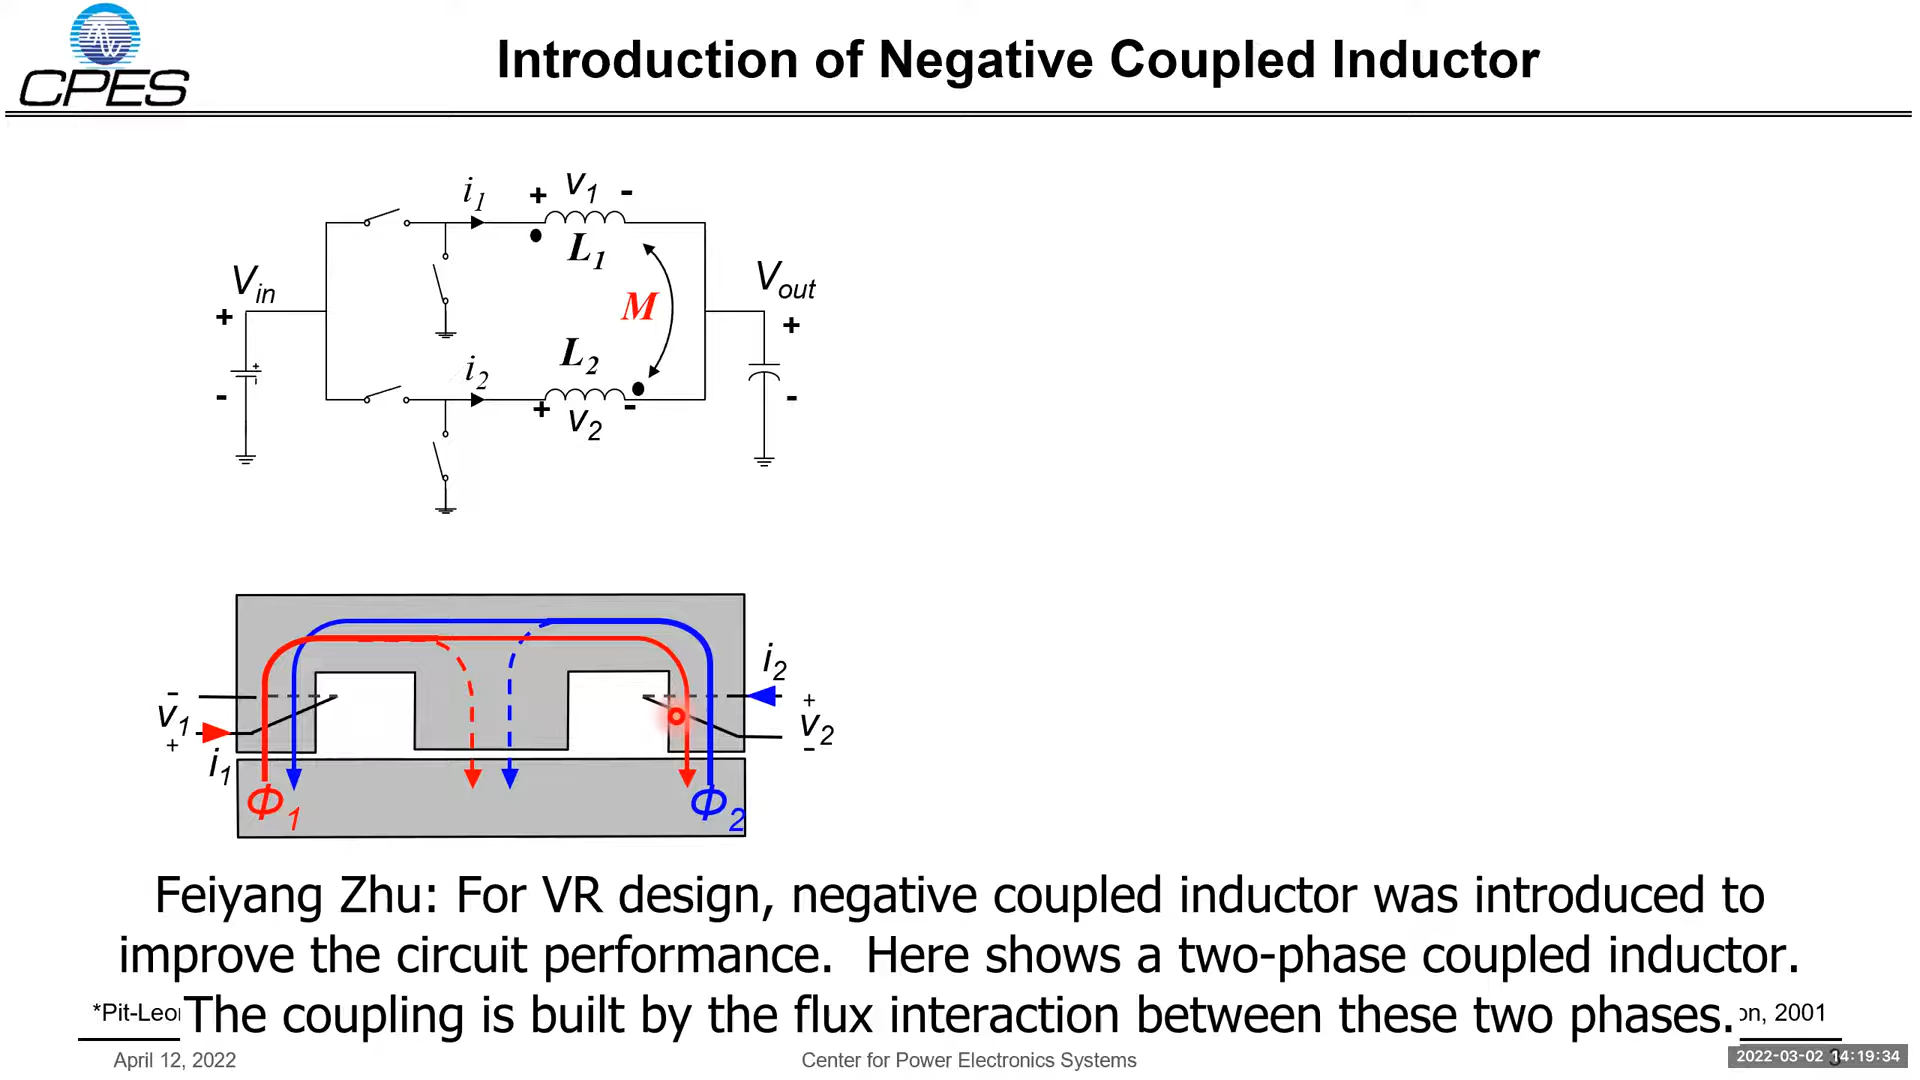 CPES
Introduction of Negative Coupled Inductor
i1
+ v1 -
L1
Vin
+
-
M
Vout
+
-
L2
i2
+ v2 -
i2
-
v1
+
i1
+
v2
-
Φ1
Φ2
Feiyang Zhu: For VR design, negative coupled inductor was introduced to
improve the circuit performance. Here shows a two-phase coupled inductor.
The coupling is built by the flux interaction between these two phases.
*Pit-Leo
on, 2001
April 12, 2022
Center for Power Electronics Systems
2022-03-02 14:19:34